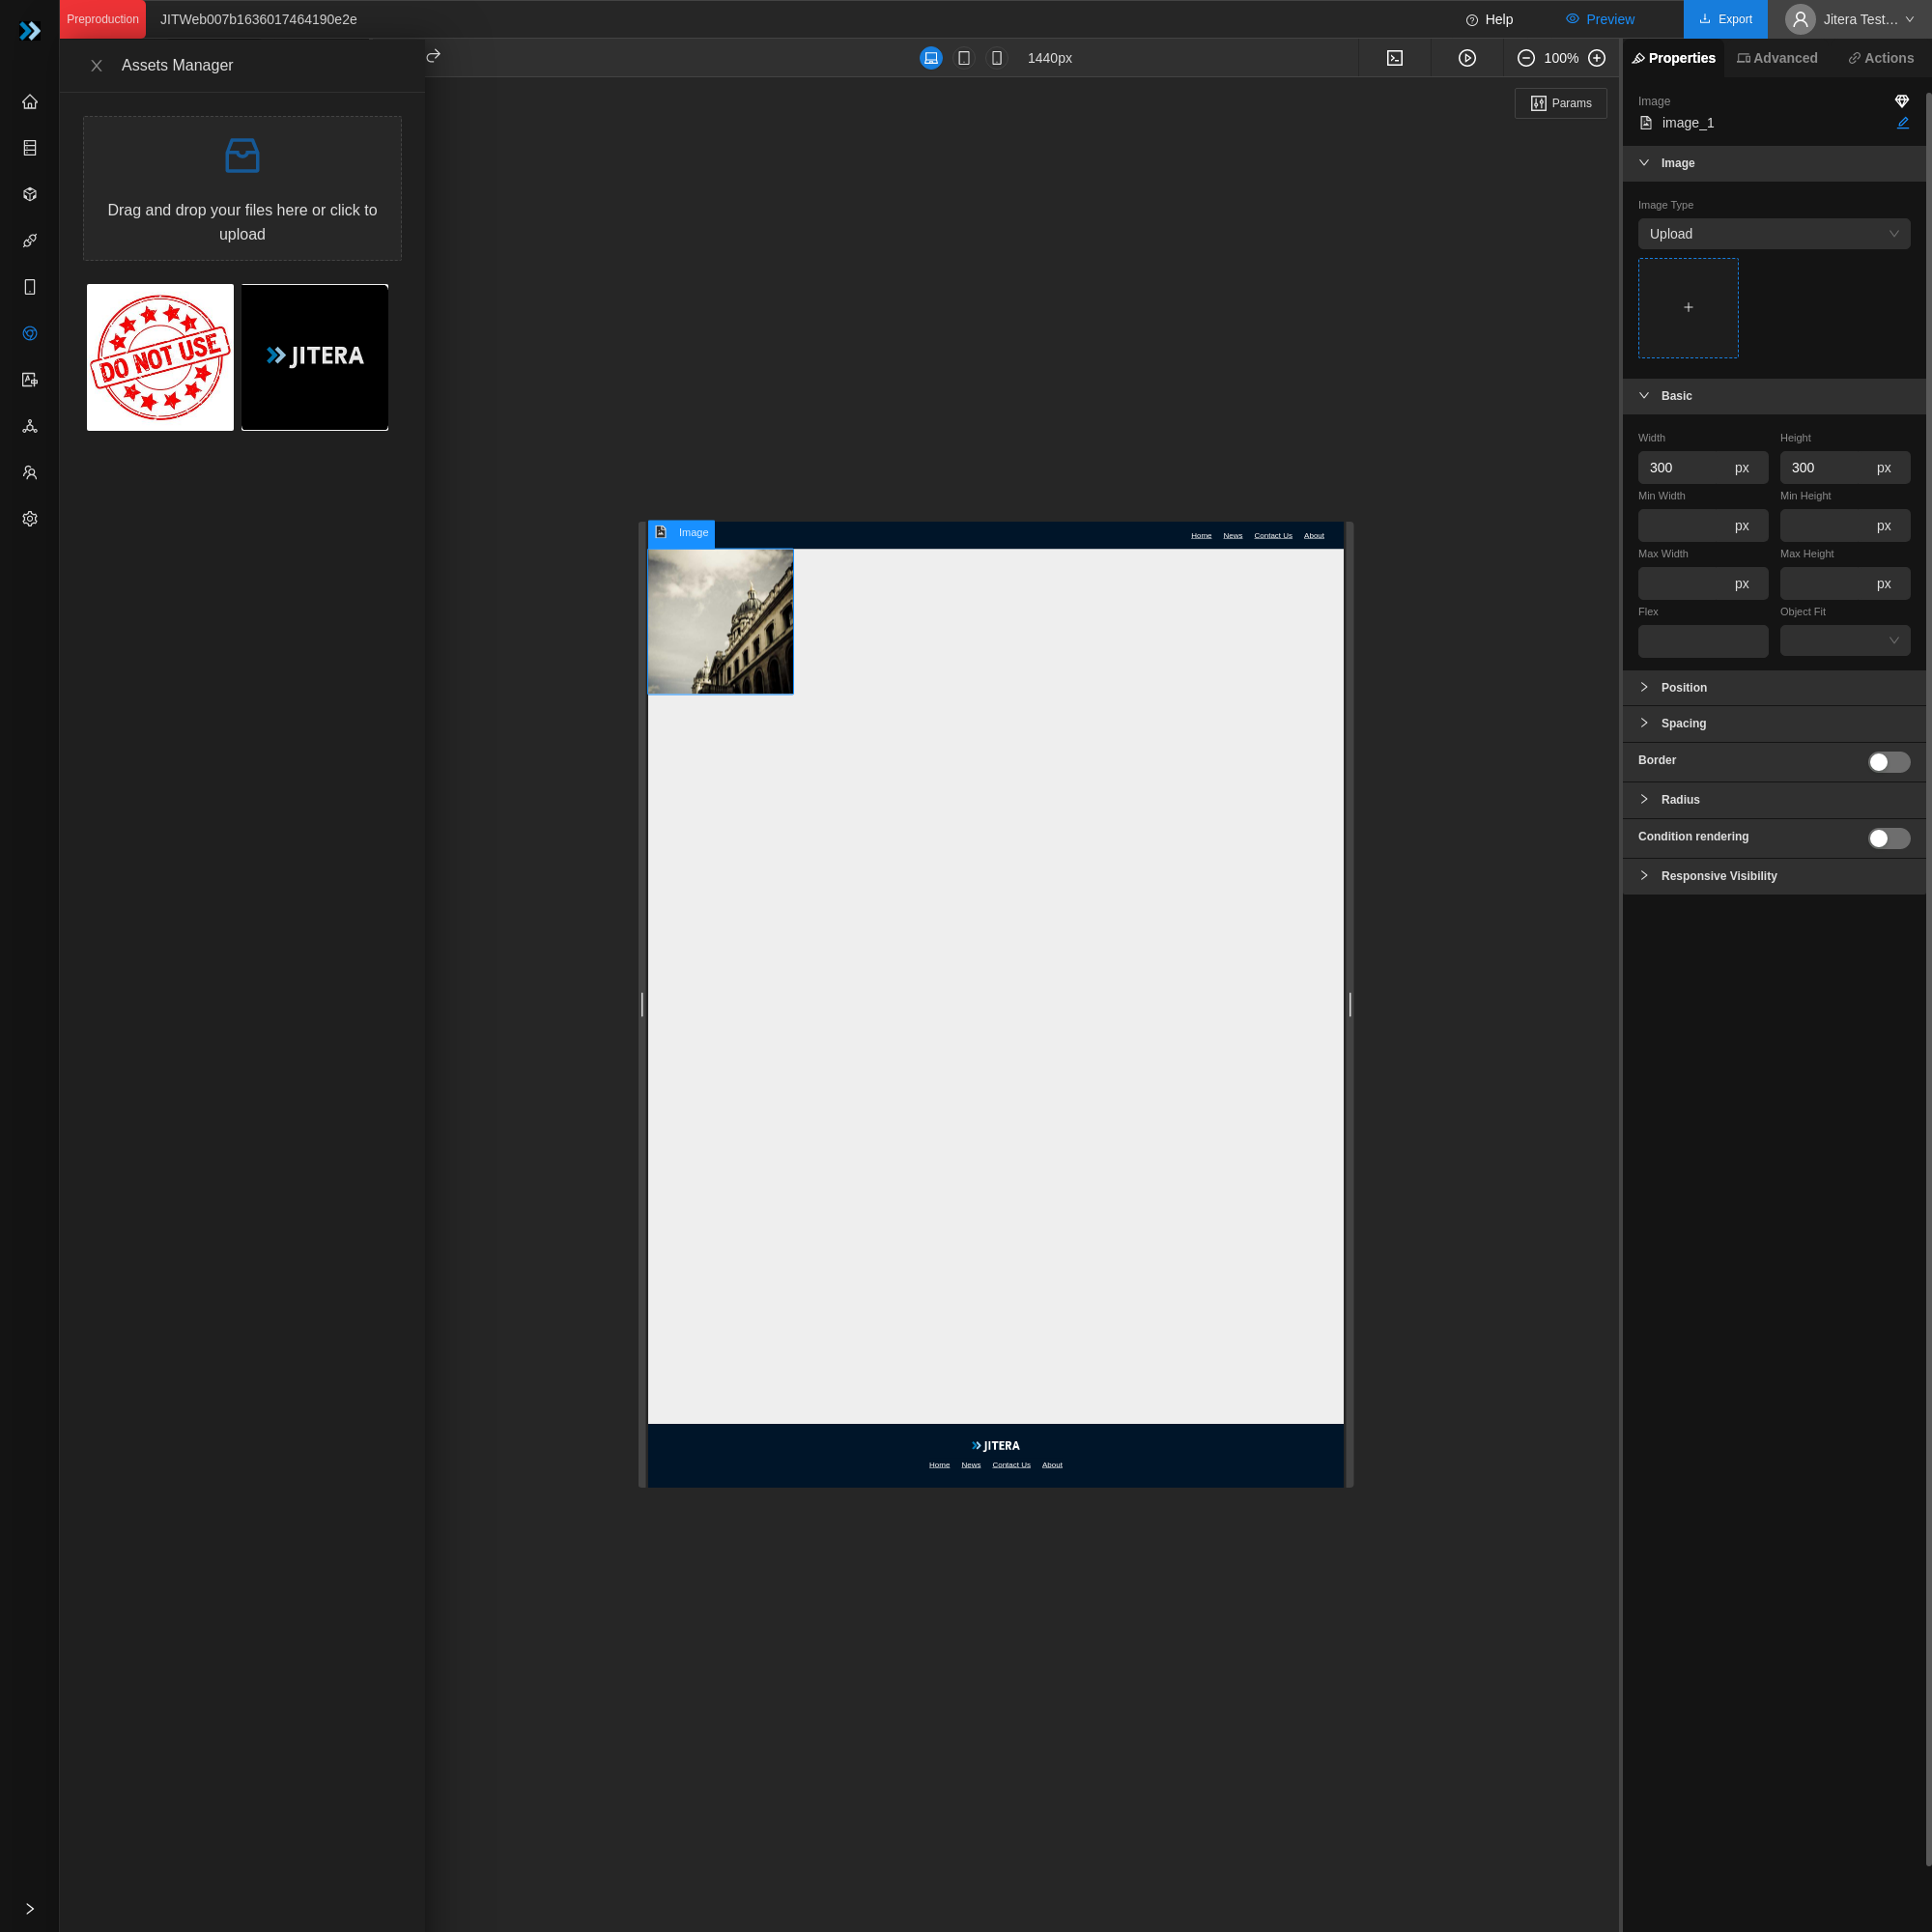 Preproduction
JITWeb007b1636017464190e2e
Help
Preview
Export
Jitera Test...
Assets Manager
1440px
100%
Properties
Advanced
Actions
Params
Drag and drop your files here or click to
upload
DO NOT USE
JITERA
Image
image_1
Image
Image Type
Upload
Basic
Width
Height
300 px
300 px
Min Width
Min Height
px
px
Max Width
Max Height
px
px
Flex
Object Fit
Position
Spacing
Border
Radius
Condition rendering
Responsive Visibility
Image
Home News Contact Us About
JITERA
Home News Contact Us About